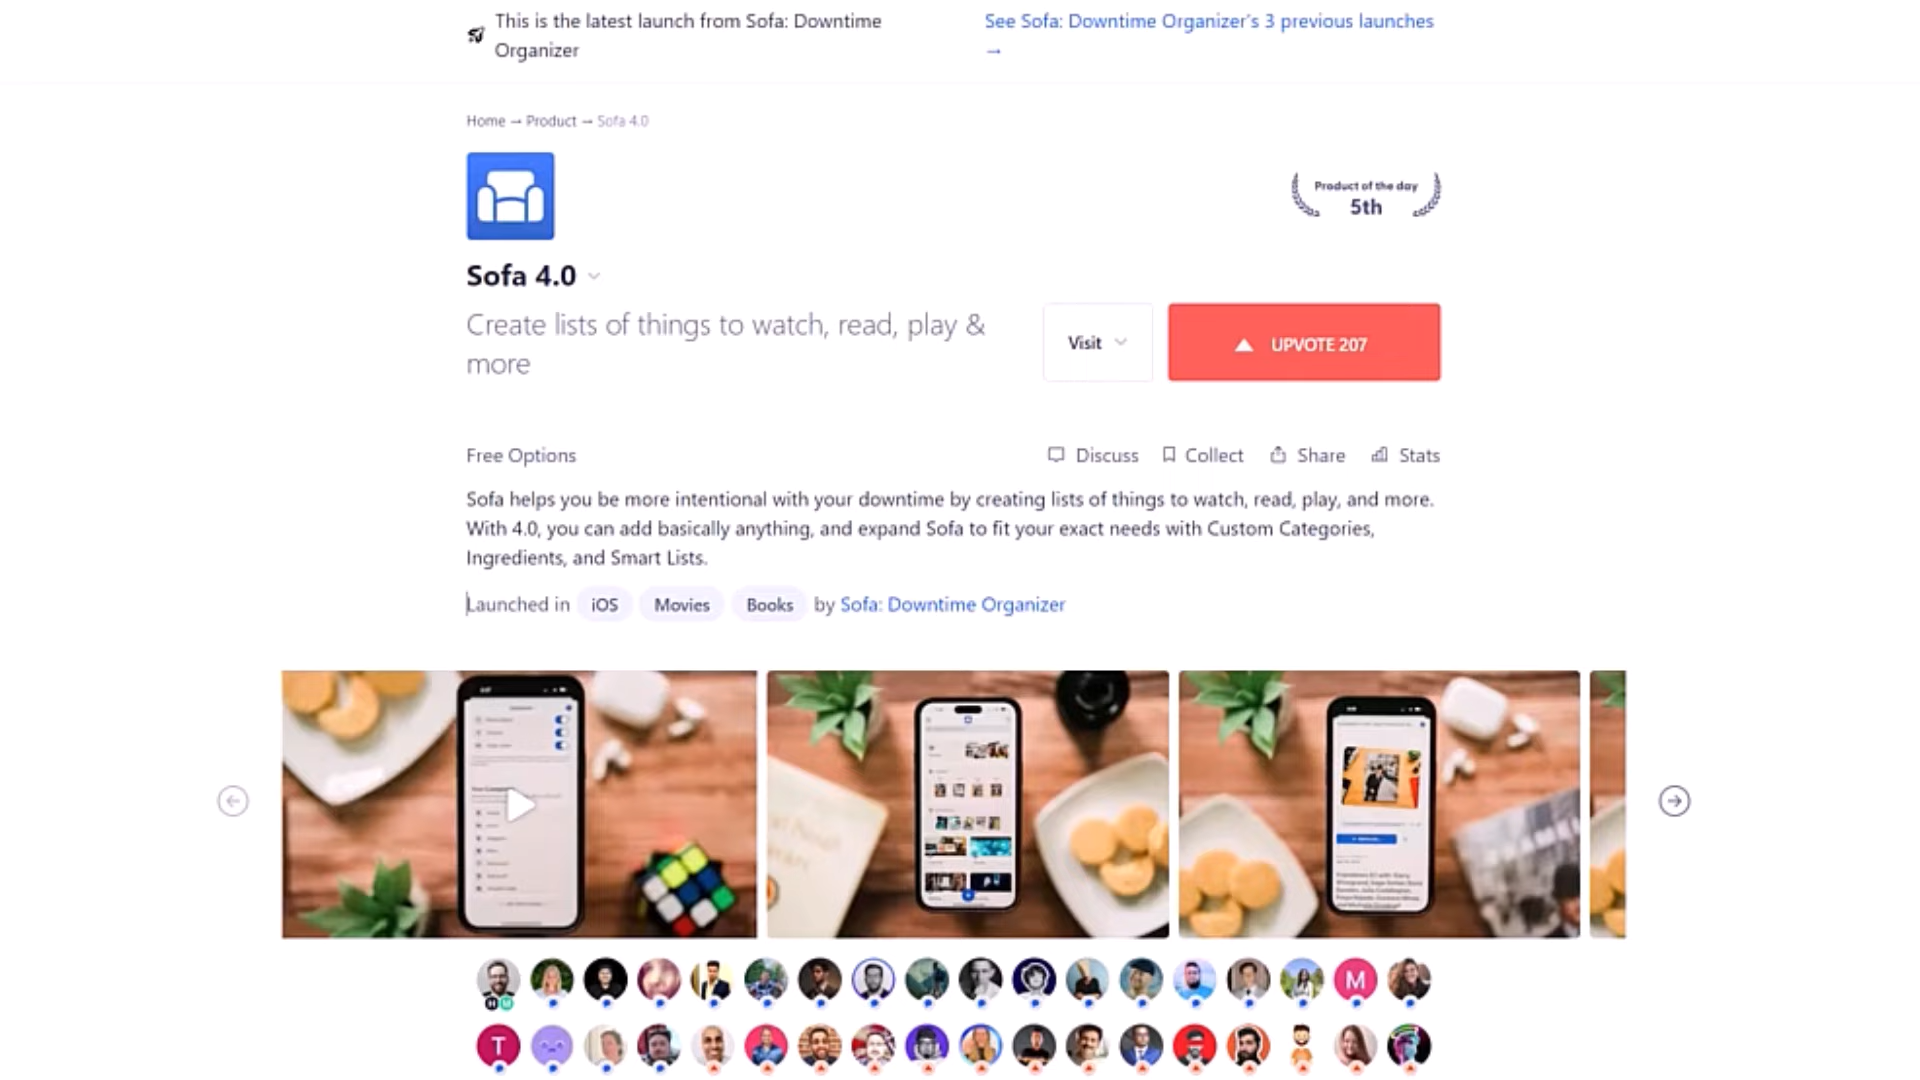 This is the latest launch from Sofa: Downtime
Organizer
See Sofa: Downtime Organizer's 3 previous launches
→
Home → Product → Sofa 4.0
Product of the day
5th
Sofa 4.0
Create lists of things to watch, read, play &
more
Visit
UPVOTE 207
Free Options
Discuss
Collect
Share
Stats
Sofa helps you be more intentional with your downtime by creating lists of things to watch, read, play, and more.
With 4.0, you can add basically anything, and expand Sofa to fit your exact needs with Custom Categories,
Ingredients, and Smart Lists.
Launched in iOS Movies Books by Sofa: Downtime Organizer
H M
M
T